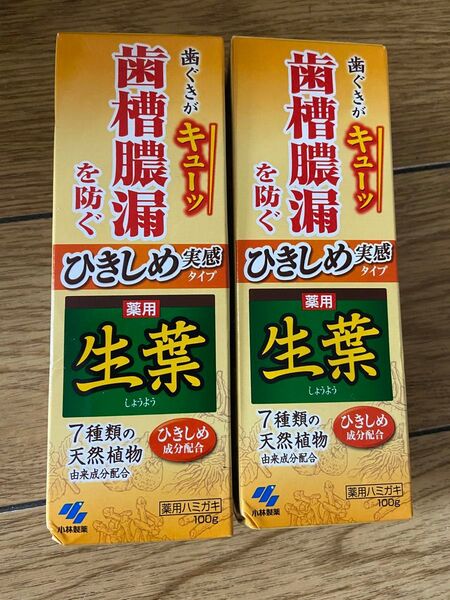 歯ぐきが
キューッ
歯槽膿漏
を防ぐ
ひきしめ実感
タイプ
薬用
生葉
しょうよう
7種類の
天然植物
由来成分配合
ひきしめ
成分配合
小林製薬
薬用ハミガキ
100g
歯ぐきが
キューッ
歯槽膿漏
を防ぐ
ひきしめ実感
タイプ
薬用
生葉
しょうよう
7種類の
天然植物
由来成分配合
ひきしめ
成分配合
小林製薬
薬用ハミガキ
100g